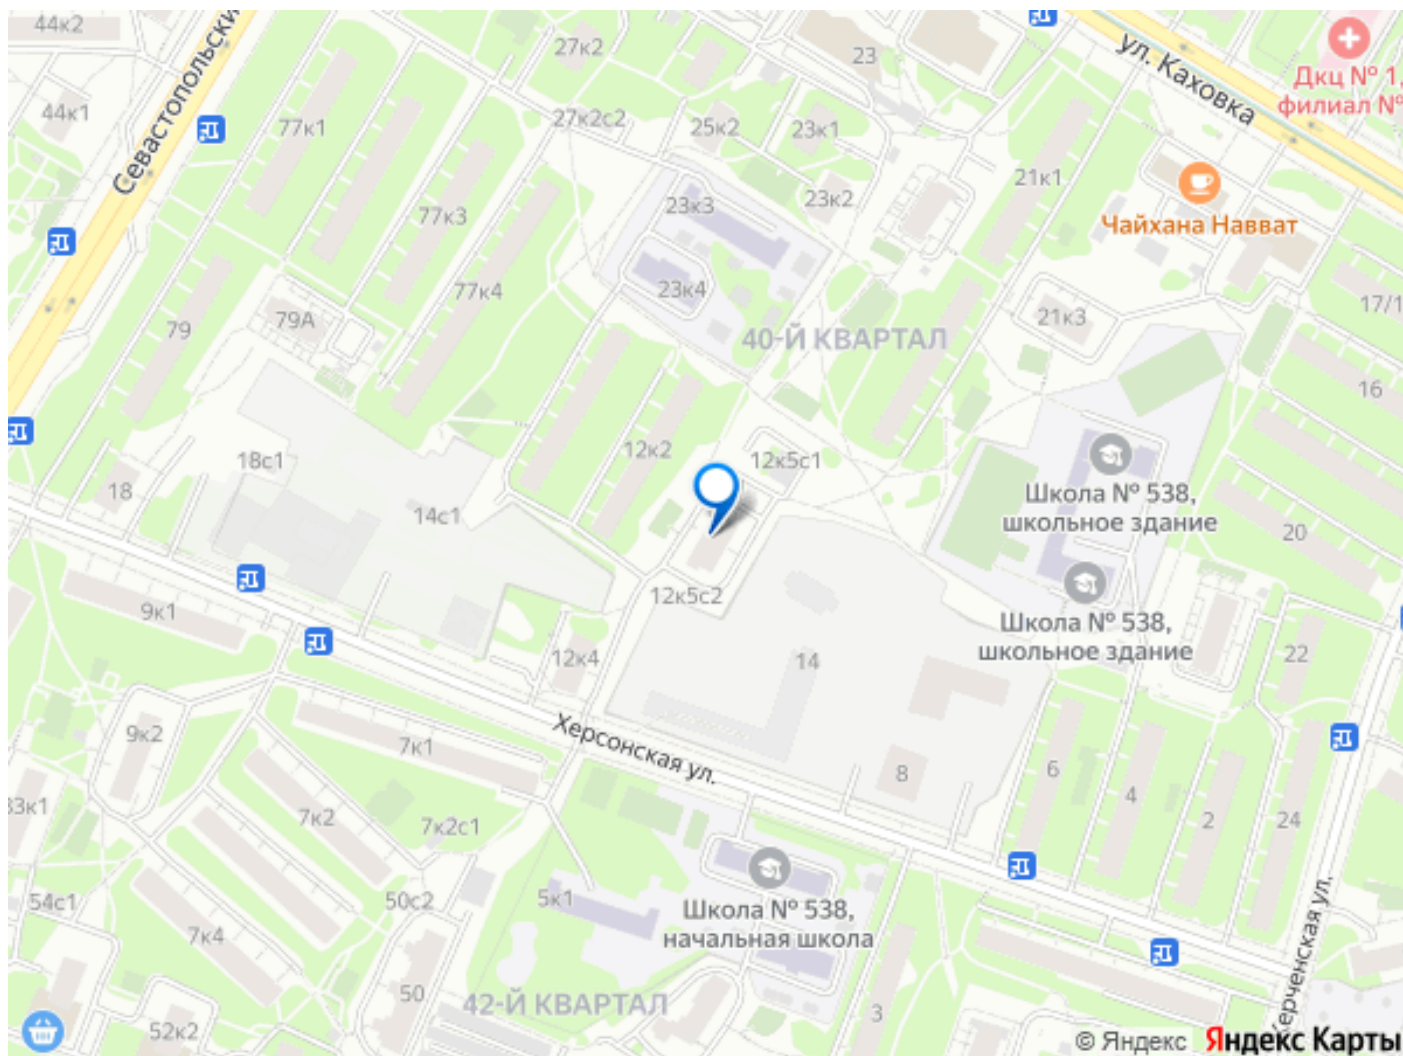 44к2
27к2
23
ул. Каховка
Дкц № 1,
филиал №
44к1
Севастопольски
77к1
27к2с2
25к2
23к1
21к1
77к3
23к3
23к2
Чайхана Навват
77к4
23к4
79
79А
21к3
17/1
40-Й КВАРТАЛ
16
12к2
12к5с1
18с1
18
14с1
Школа № 538,
школьное здание
20
9к1
12к5с2
Школа № 538,
школьное здание
12к4
14
22
9к2
7к1
Херсонская ул.
8
6
4
2
24
33к1
7к2
7к2с1
54с1
7к4
50с2
5к1
Школа № 538,
начальная школа
Керченская ул.
50
42-Й КВАРТАЛ
3
52к2
© Яндекс Яндекс Карты